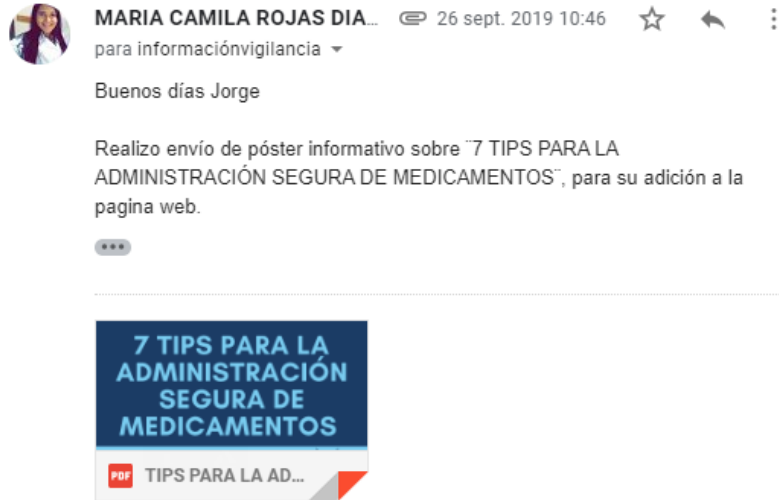 MARIA CAMILA ROJAS DIA... 26 sept. 2019 10:46
para informaciónvigilancia
Buenos días Jorge
Realizo envío de póster informativo sobre ¨7 TIPS PARA LA
ADMINISTRACIÓN SEGURA DE MEDICAMENTOS¨, para su adición a la
pagina web.
7 TIPS PARA LA
ADMINISTRACIÓN
SEGURA DE
MEDICAMENTOS
PDF TIPS PARA LA AD...